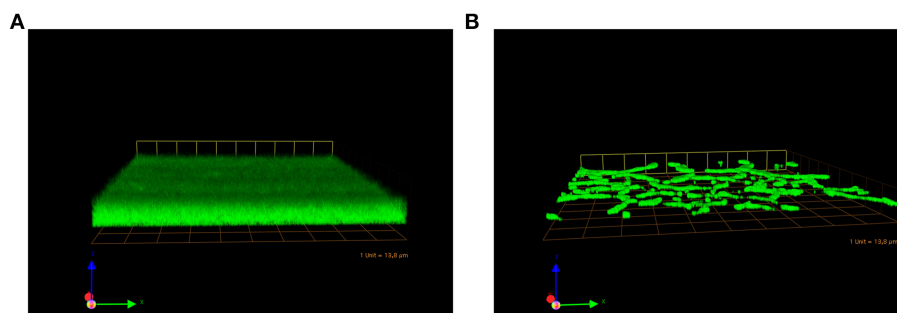 A
B
1 Unit = 13,8 µm
1 Unit = 13,8 µm
x
x